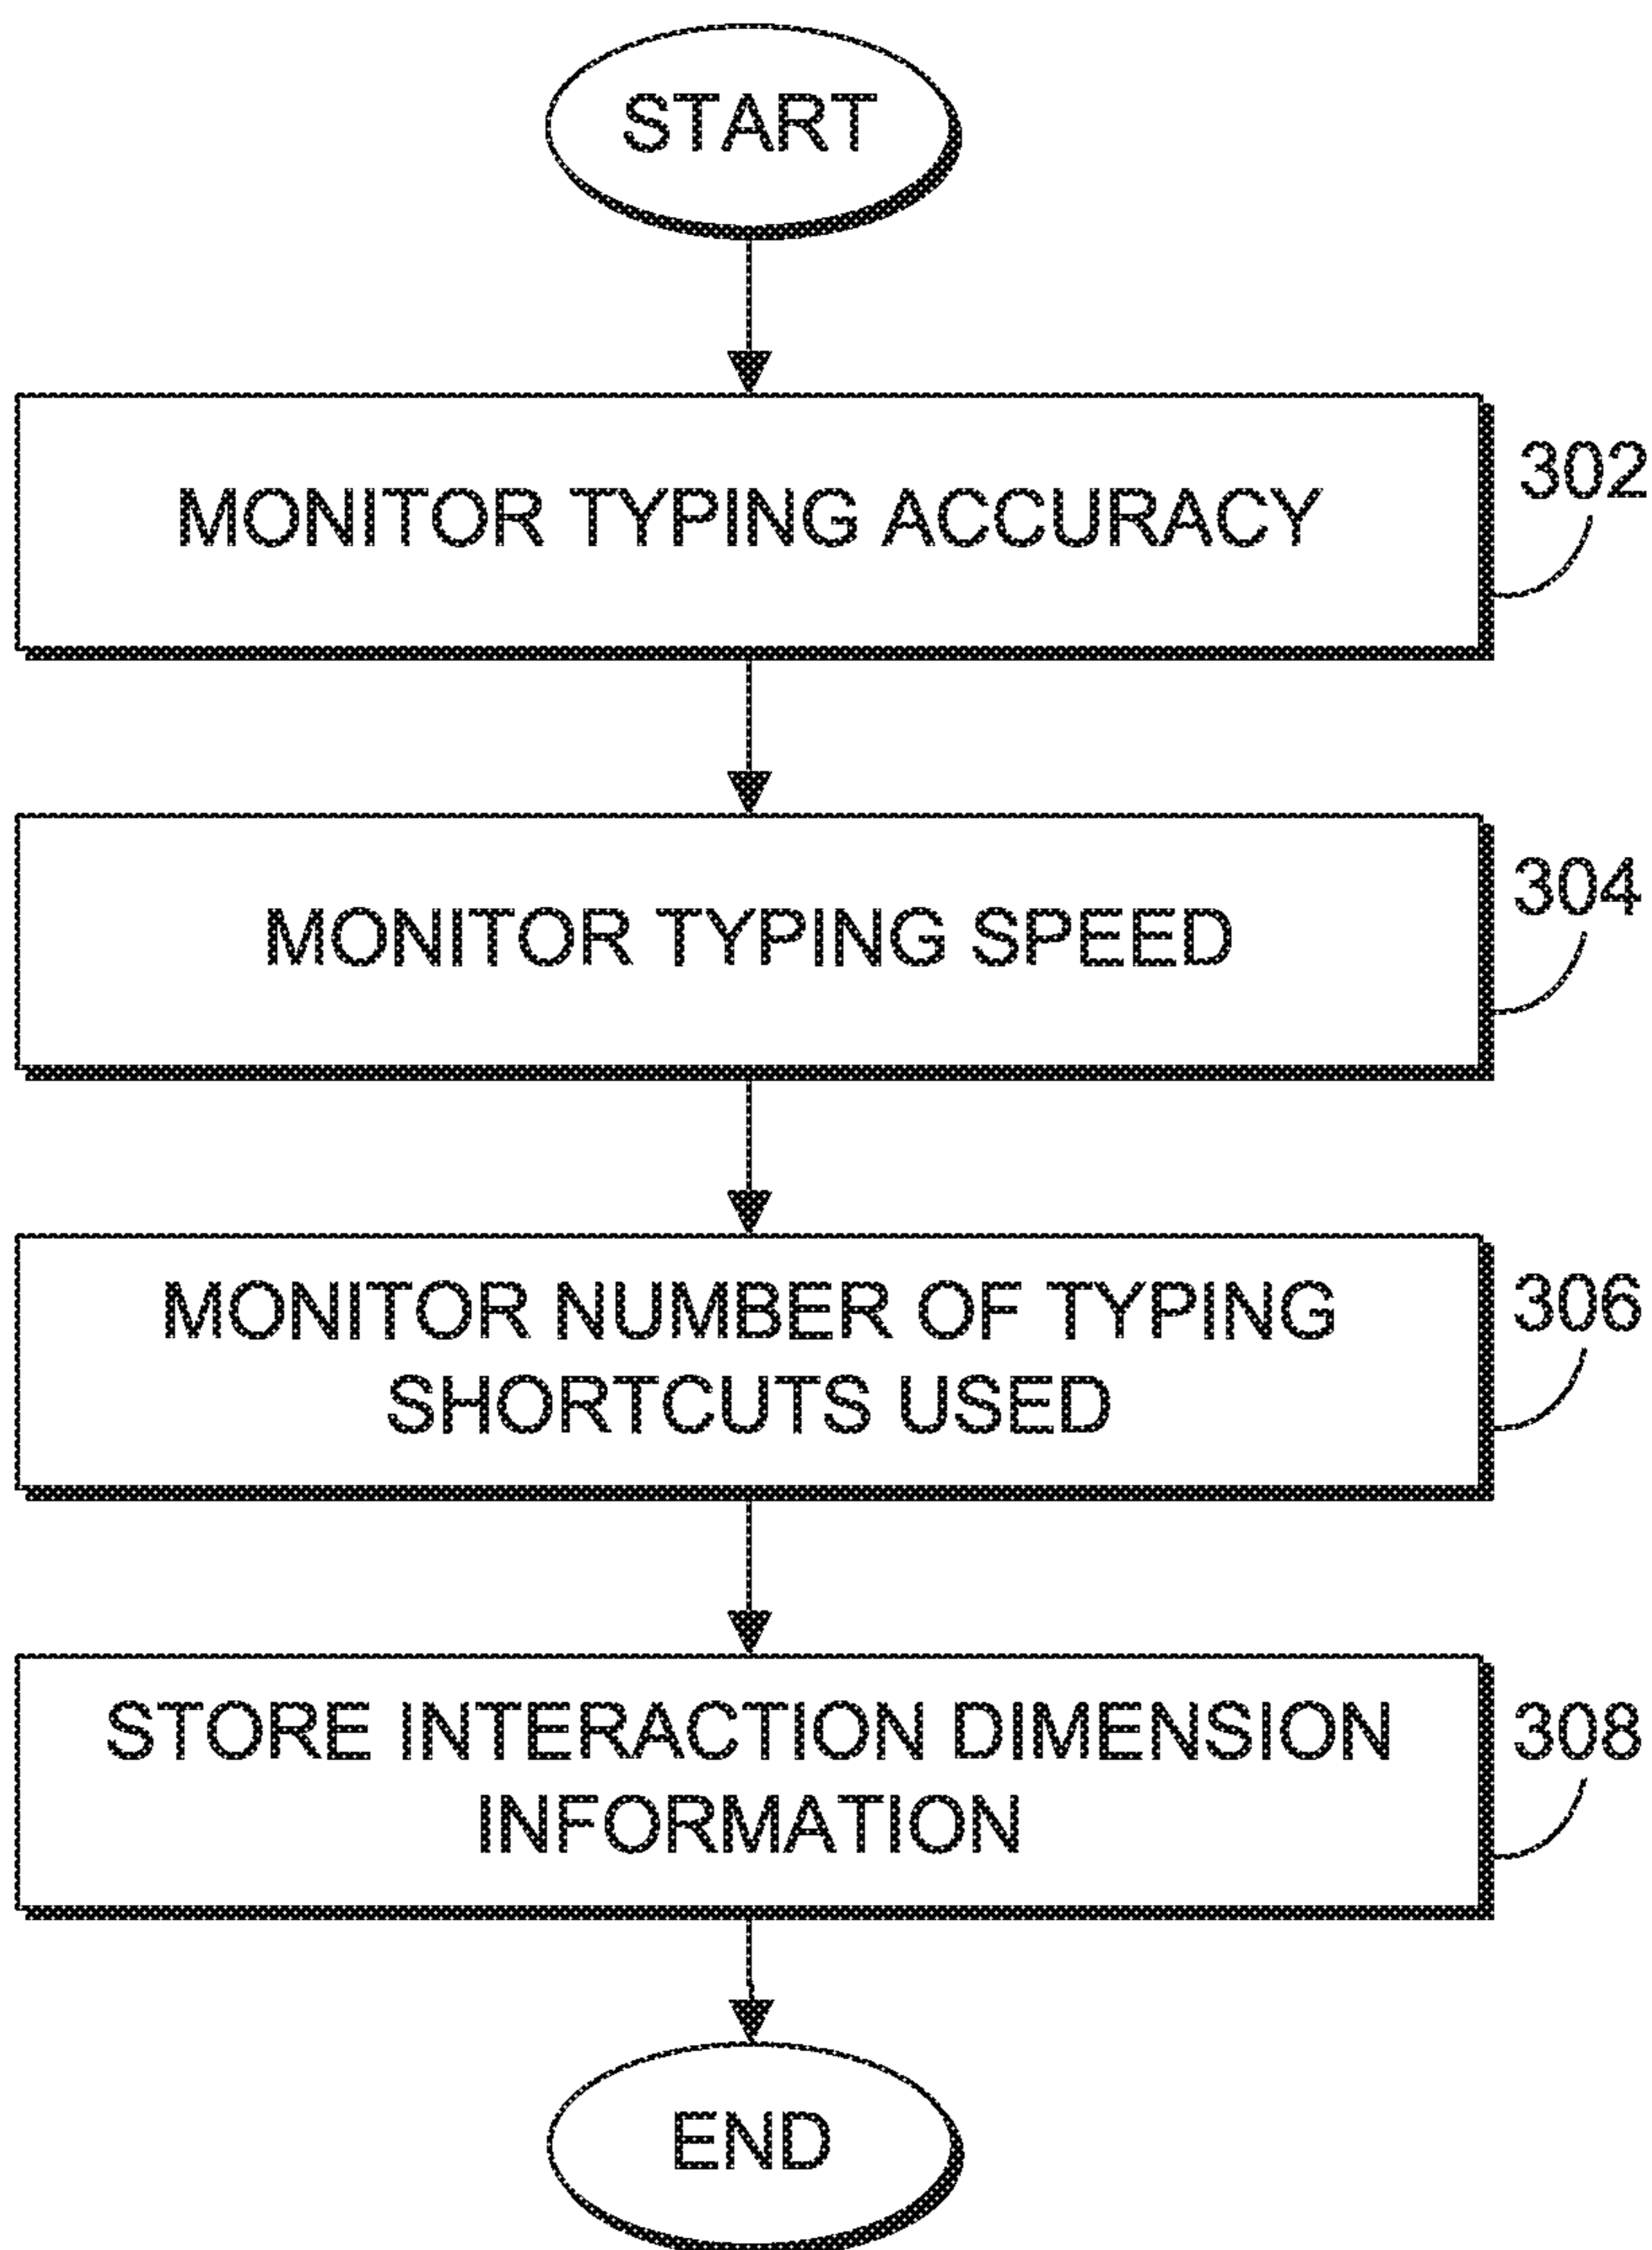 START
MONITOR TYPING ACCURACY
302
MONITOR TYPING SPEED
304
MONITOR NUMBER OF TYPING
SHORTCUTS USED
306
STORE INTERACTION DIMENSION
INFORMATION
308
END